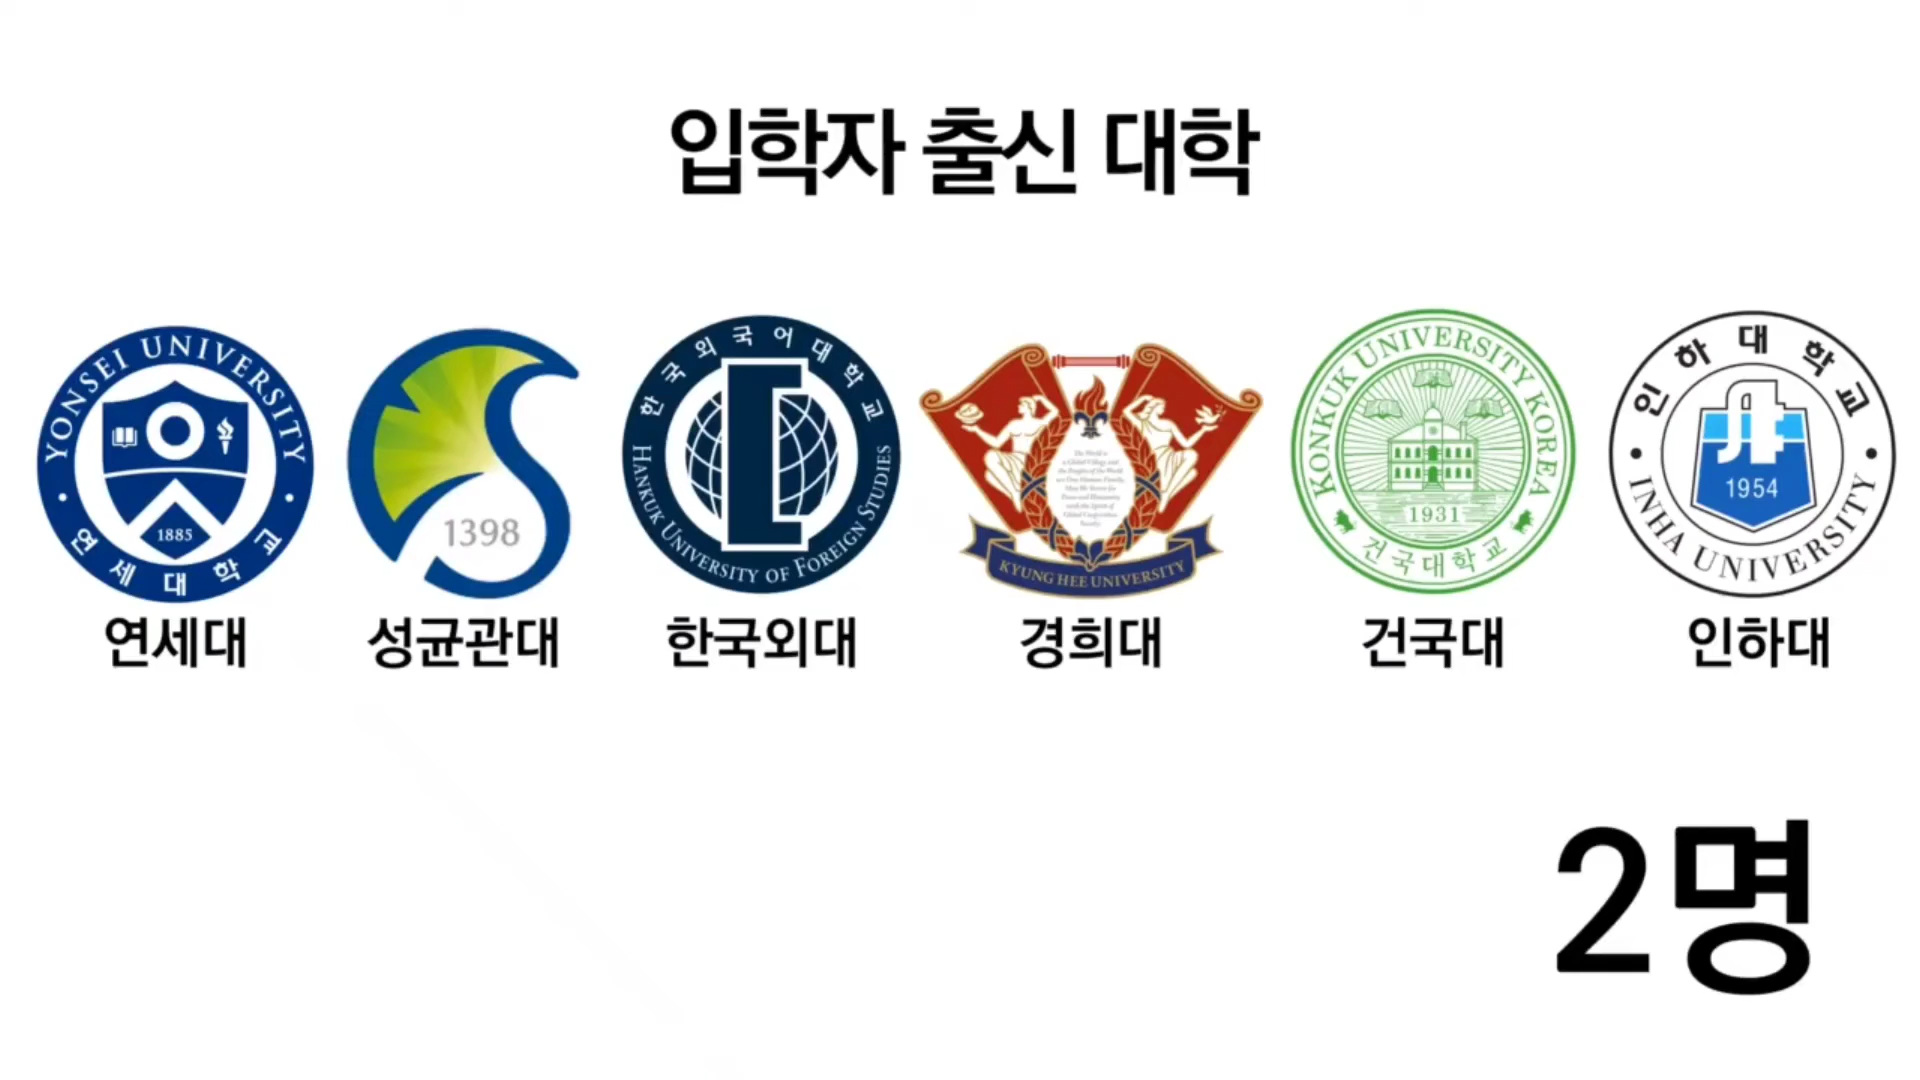 입학자 출신 대학
YONSEI UNIVERSITY
1885
연세대학교
1398
한국외국어대학교
HANKUK UNIVERSITY OF FOREIGN STUDIES
KYUNG HEE UNIVERSITY
KONKUK UNIVERSITY KOREA
1931
건국대학교
인하대학교
1954
INHA UNIVERSITY
연세대 성균관대 한국외대 경희대 건국대 인하대
2명